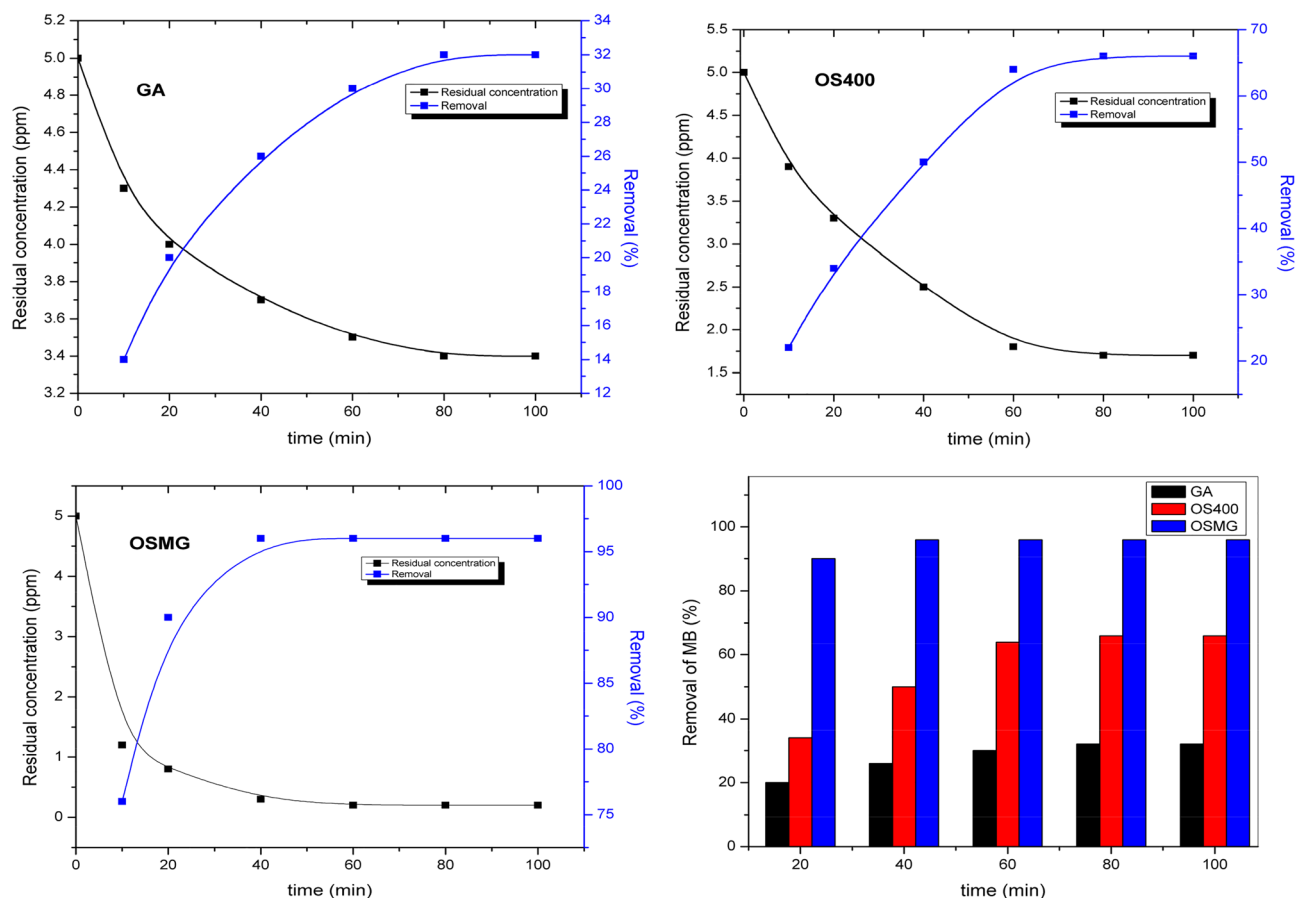 GA
Residual concentration
Removal
Residual concentration (ppm)
5.2
5.0
4.8
4.6
4.4
4.2
4.0
3.8
3.6
3.4
3.2
0 20 40 60 80 100
time (min)
34
32
30
28
26
24
22
20
18
16
14
12
Removal (%)
OS400
Residual concentration
Removal
Residual concentration (ppm)
5.5
5.0
4.5
4.0
3.5
3.0
2.5
2.0
1.5
0 20 40 60 80 100
time (min)
70
60
50
40
30
20
Removal (%)
OSMG
Residual concentration
Removal
Residual concentration (ppm)
5
4
3
2
1
0
0 20 40 60 80 100
time (min)
100
95
90
85
80
75
Removal (%)
GA
OS400
OSMG
Removal of MB (%)
100
80
60
40
20
0
20 40 60 80 100
time (min)